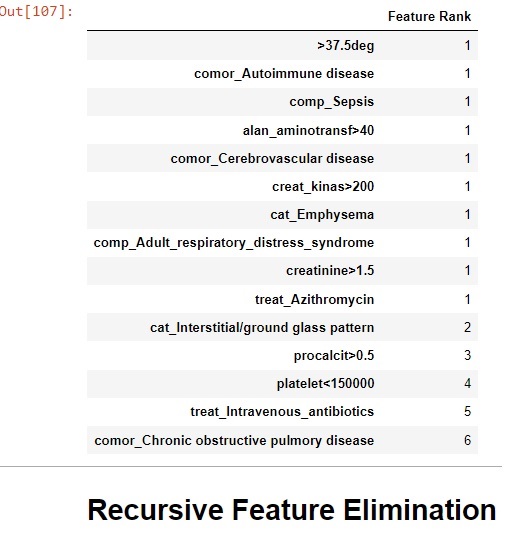 Out[107]:
Feature Rank
>37.5deg 1
comor_Autoimmune disease 1
comp_Sepsis 1
alan_aminotransf>40 1
comor_Cerebrovascular disease 1
creat_kinas>200 1
cat_Emphysema 1
comp_Adult_respiratory_distress_syndrome 1
creatinine>1.5 1
treat_Azithromycin 1
cat_Interstitial/ground glass pattern 2
procalcit>0.5 3
platelet<150000 4
treat_Intravenous_antibiotics 5
comor_Chronic obstructive pulmory disease 6
Recursive Feature Elimination